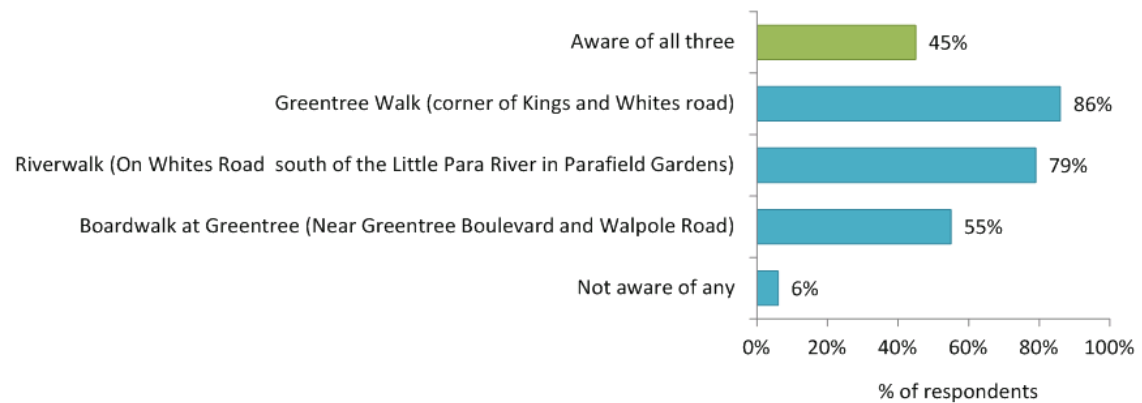 Aware of all three 45%
Greentree Walk (corner of Kings and Whites road) 86%
Riverwalk (On Whites Road south of the Little Para River in Parafield Gardens) 79%
Boardwalk at Greentree (Near Greentree Boulevard and Walpole Road) 55%
Not aware of any 6%
0% 20% 40% 60% 80% 100%
% of respondents